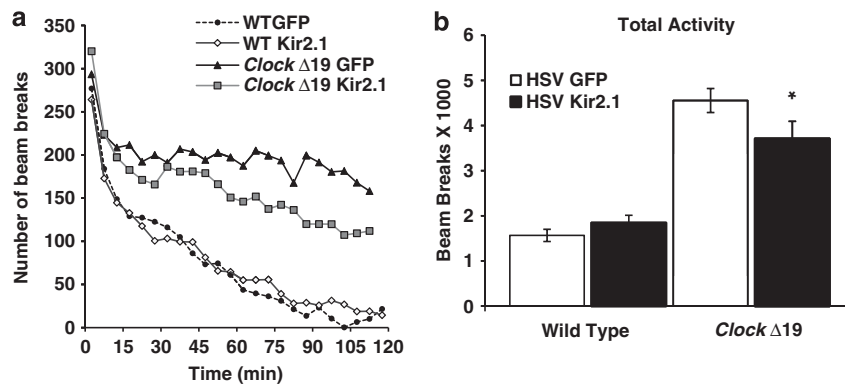 a
WTGFP
WT Kir2.1
Clock Δ19 GFP
Clock Δ19 Kir2.1
Number of beam breaks
350
300
250
200
150
100
50
0
0 15 30 45 60 75 90 105 120
Time (min)
b
Total Activity
HSV GFP
HSV Kir2.1
*
Beam Breaks X 1000
6
5
4
3
2
1
0
Wild Type
Clock Δ19